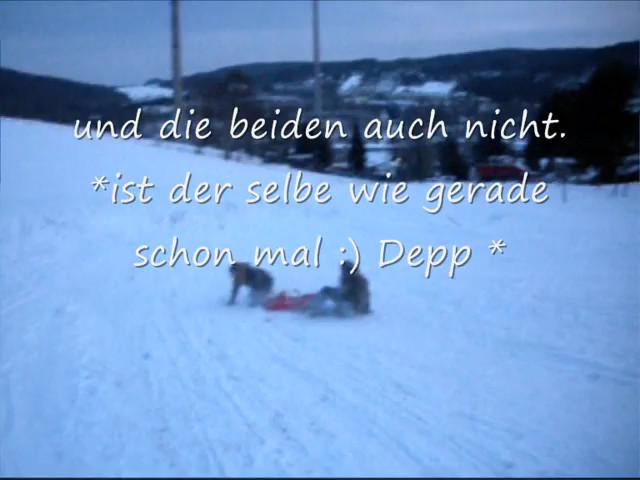 und die beiden auch nicht.
*ist der selbe wie gerade
schon mal :) Depp *